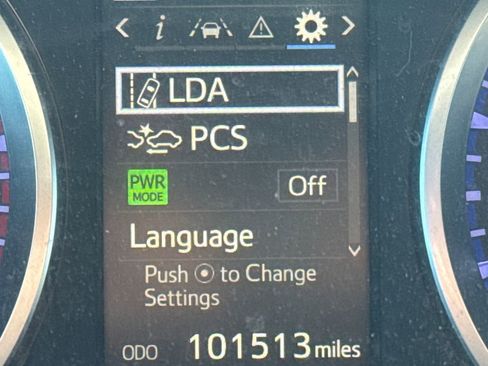 LDA
PCS
PWR
MODE
Off
Language
Push to Change
Settings
ODO 101513 miles